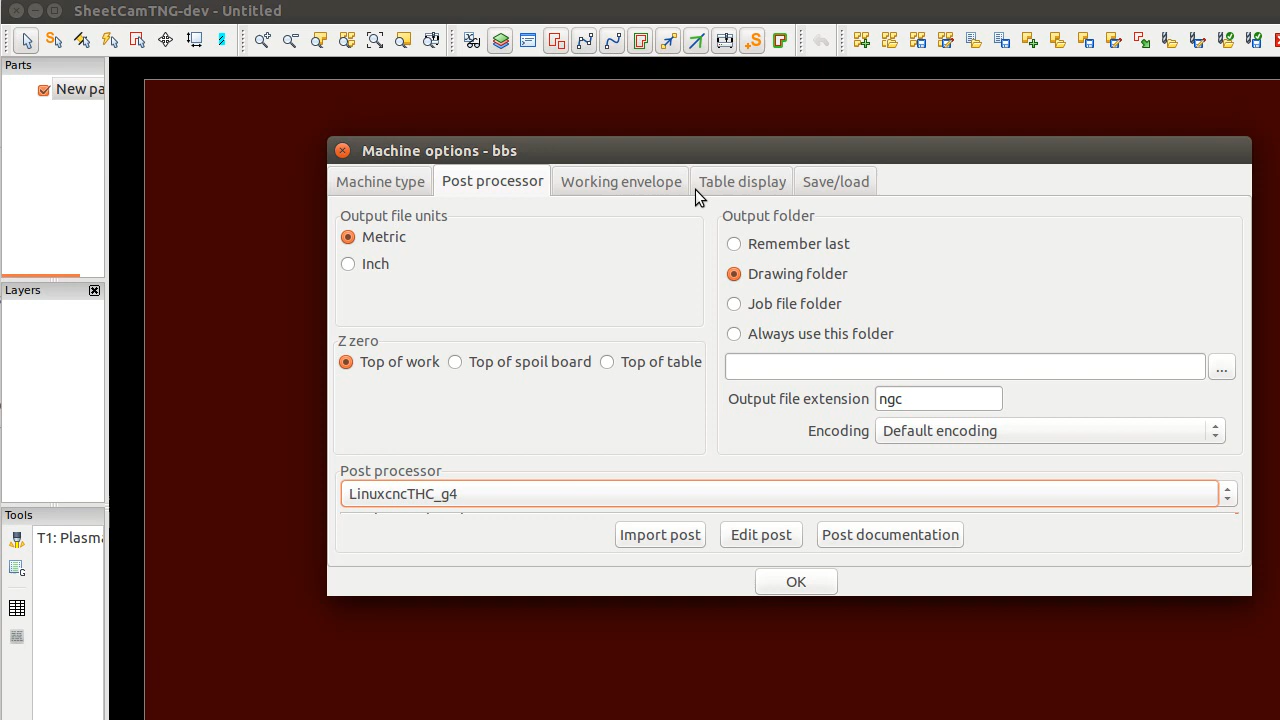 SheetCamTNG-dev - Untitled
Parts
New pa
Layers
Tools
T1: Plasma
Machine options - bbs
Machine type
Post processor
Working envelope
Table display
Save/load
Output file units
Metric
Inch
Z zero
Top of work
Top of spoil board
Top of table
Output folder
Remember last
Drawing folder
Job file folder
Always use this folder
...
Output file extension
ngc
Encoding
Default encoding
Post processor
LinuxcncTHC_g4
Import post
Edit post
Post documentation
OK